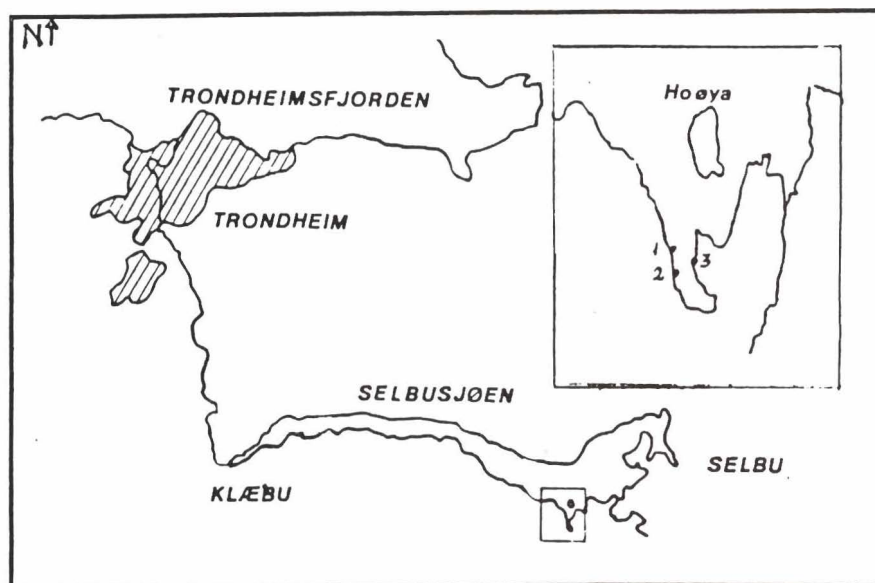 N
TRONDHEIMSFJORDEN
Hoøya
TRONDHEIM
1
3
2
SELBUSJØEN
SELBU
KLÆBU